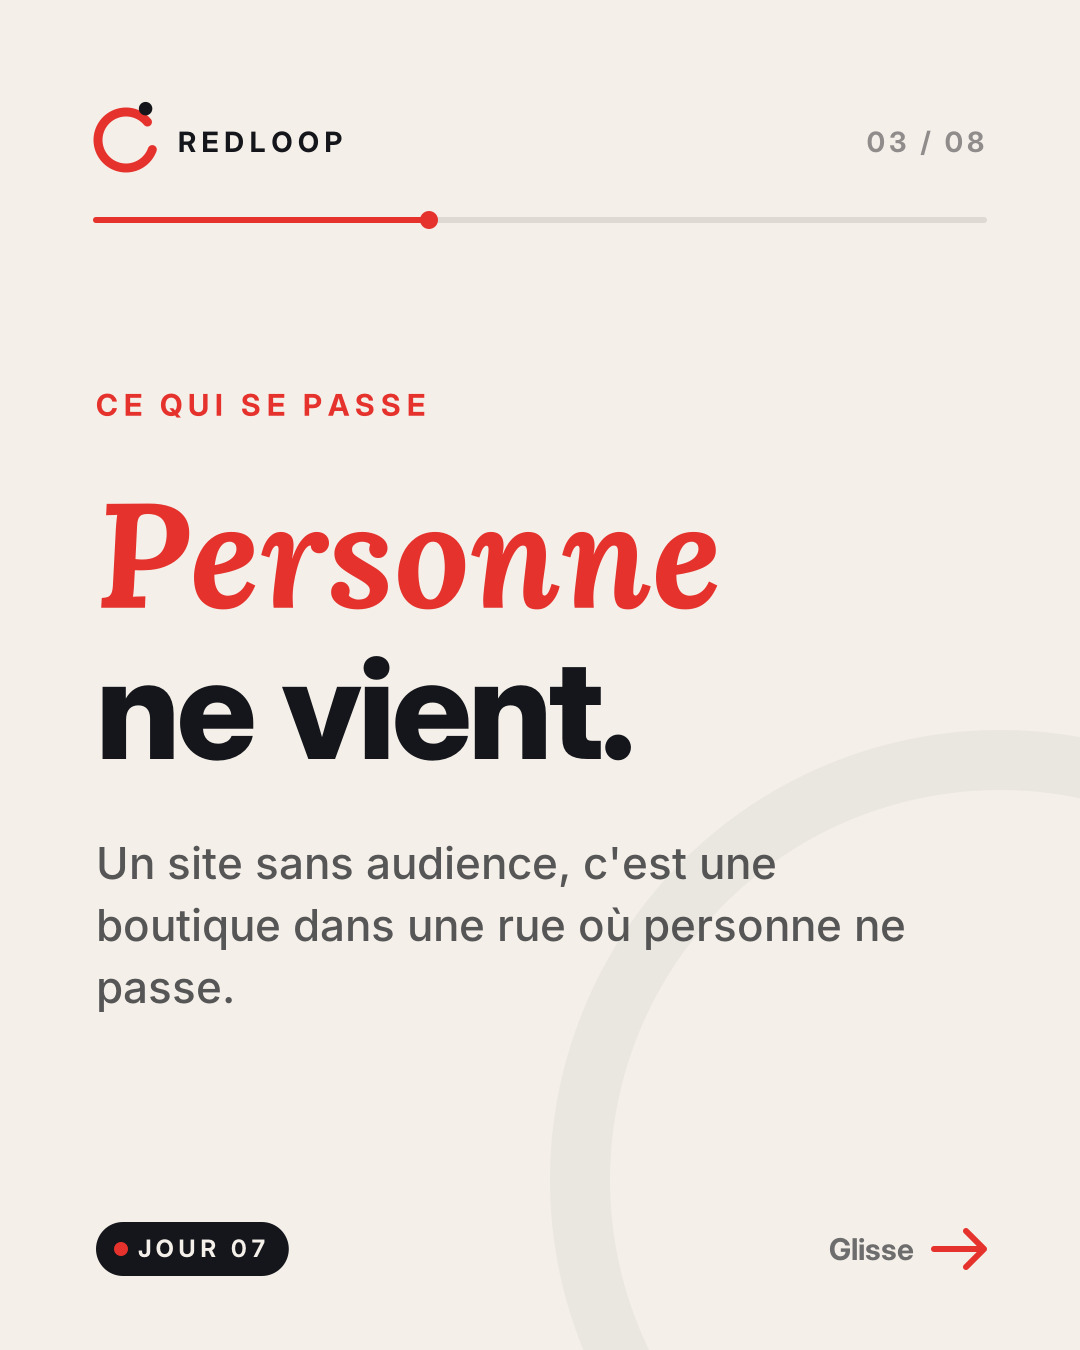 REDLOOP
03 / 08
CE QUI SE PASSE
Personne
ne vient.
Un site sans audience, c'est une
boutique dans une rue où personne ne
passe.
JOUR 07
Glisse